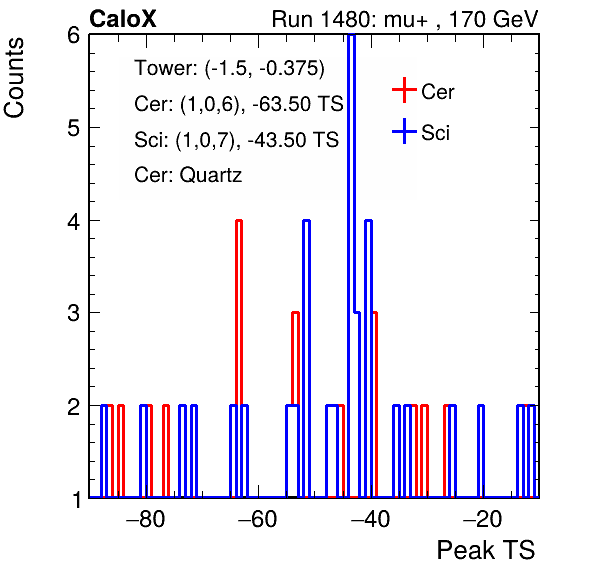 CaloX Run 1480: mu+ , 170 GeV
Counts
6
5
4
3
2
1
Tower: (-1.5, -0.375)
Cer: (1,0,6), -63.50 TS
Sci: (1,0,7), -43.50 TS
Cer: Quartz
Cer
Sci
−80 −60 −40 −20
Peak TS